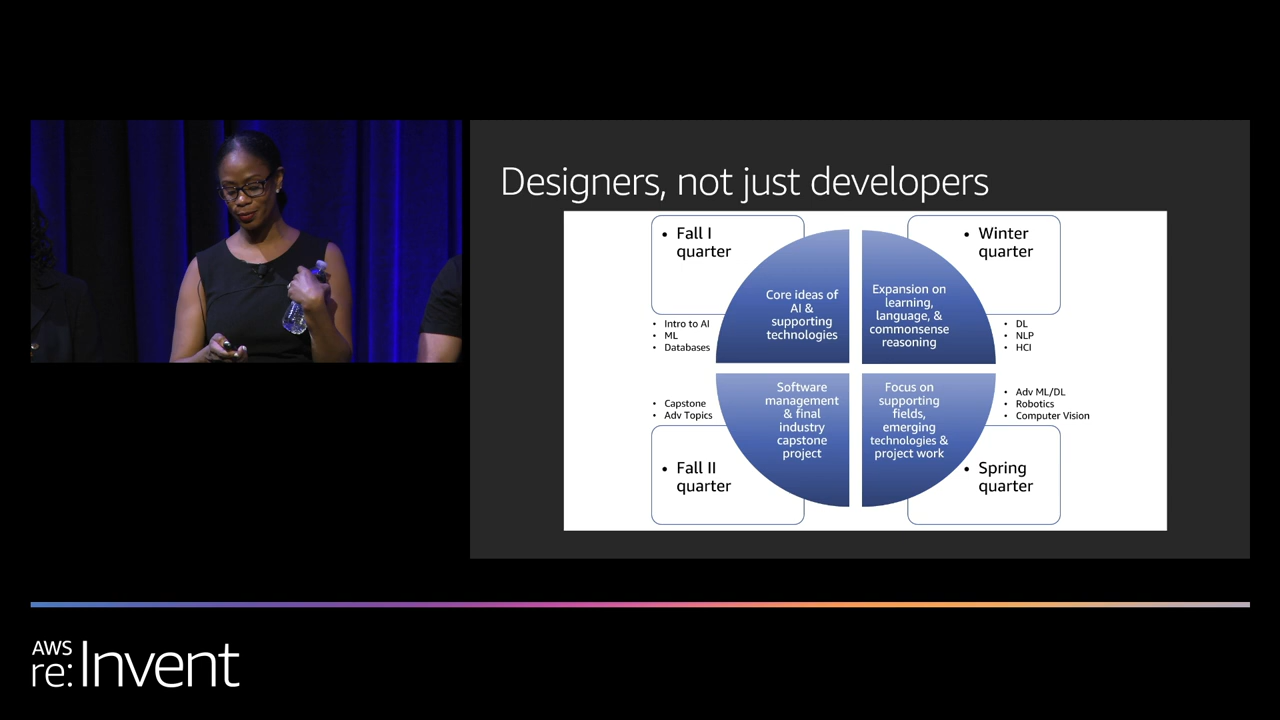 Designers, not just developers
• Fall I
quarter
• Intro to AI
• ML
• Databases
Core ideas of
AI &
supporting
technologies
Expansion on
learning,
language, &
commonsense
reasoning
• Winter
quarter
• DL
• NLP
• HCI
• Capstone
• Adv Topics
• Fall II
quarter
Software
management
& final
industry
capstone
project
Focus on
supporting
fields,
emerging
technologies &
project work
• Adv ML/DL
• Robotics
• Computer Vision
• Spring
quarter
AWS
re:Invent